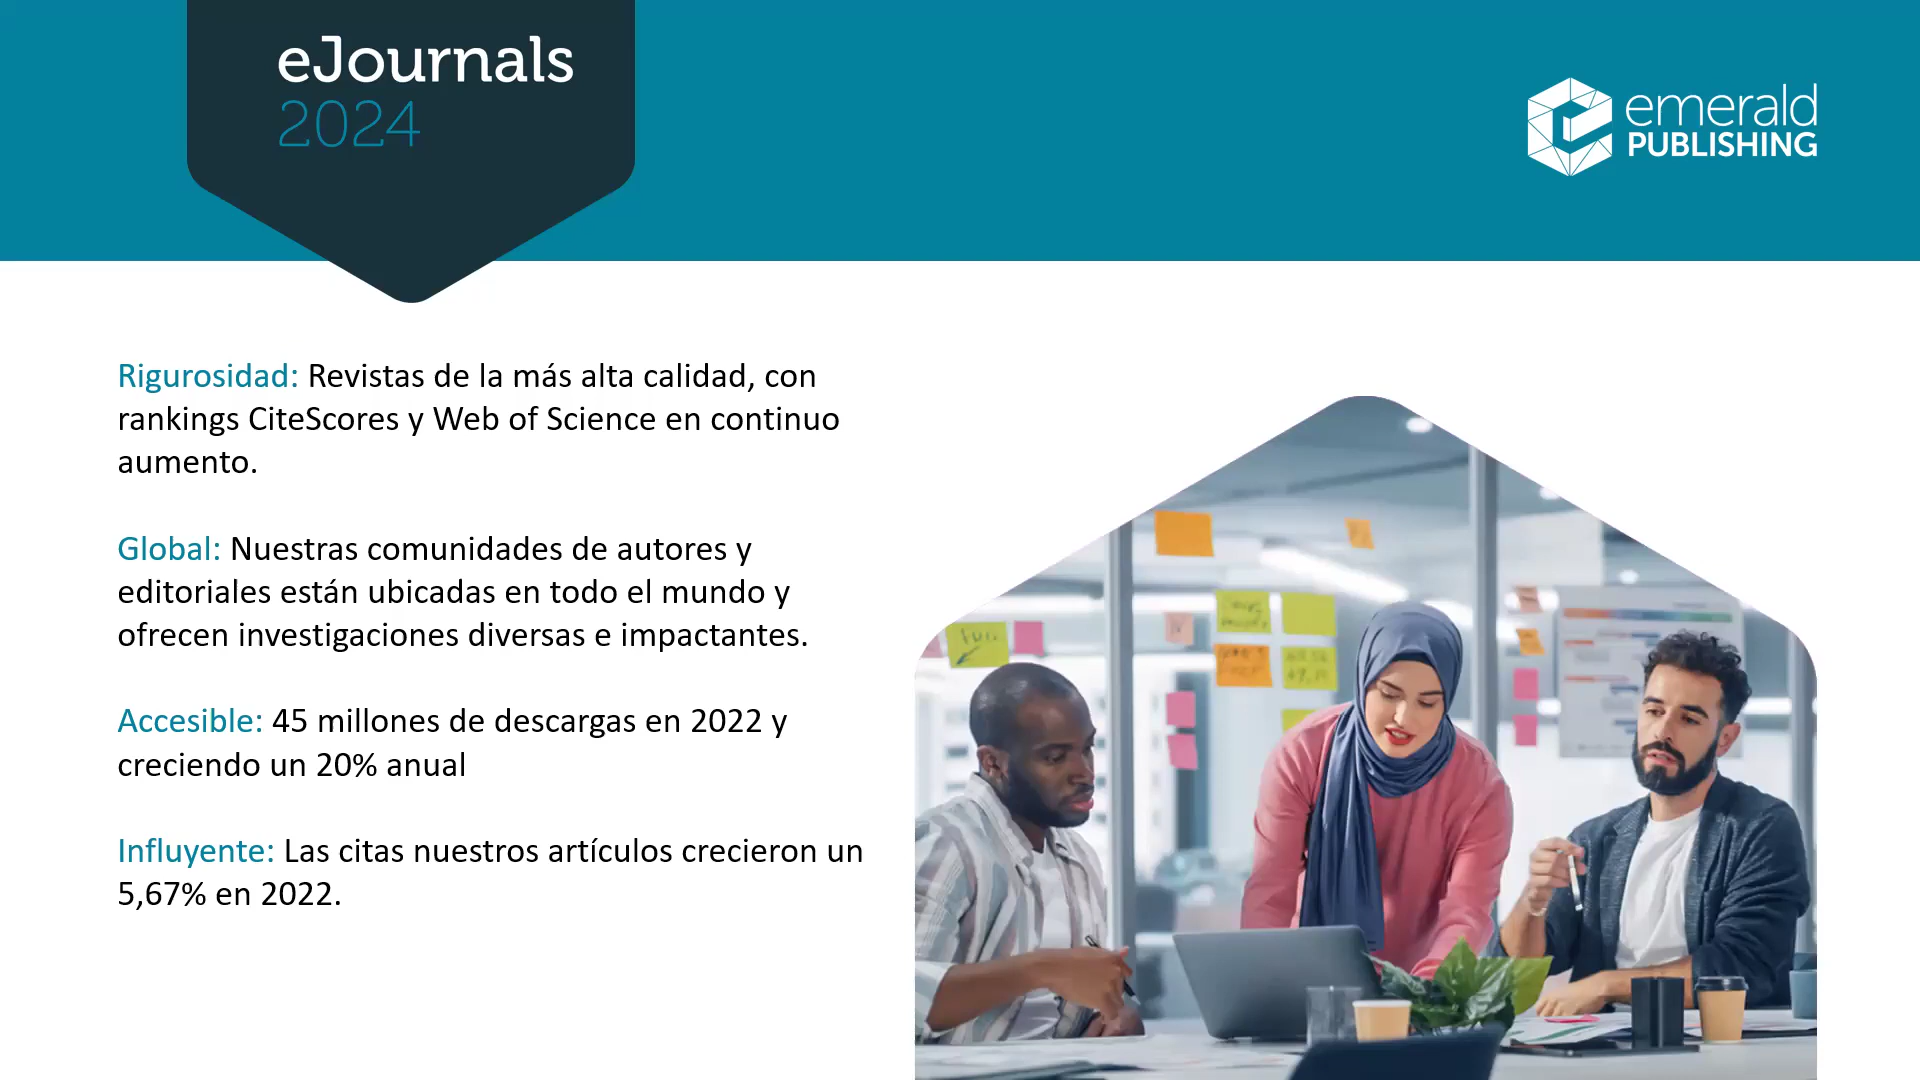 eJournals
2024
emerald
PUBLISHING
Rigurosidad: Revistas de la más alta calidad, con
rankings CiteScores y Web of Science en continuo
aumento.
Global: Nuestras comunidades de autores y
editoriales están ubicadas en todo el mundo y
ofrecen investigaciones diversas e impactantes.
Accesible: 45 millones de descargas en 2022 y
creciendo un 20% anual
Influyente: Las citas nuestros artículos crecieron un
5,67% en 2022.